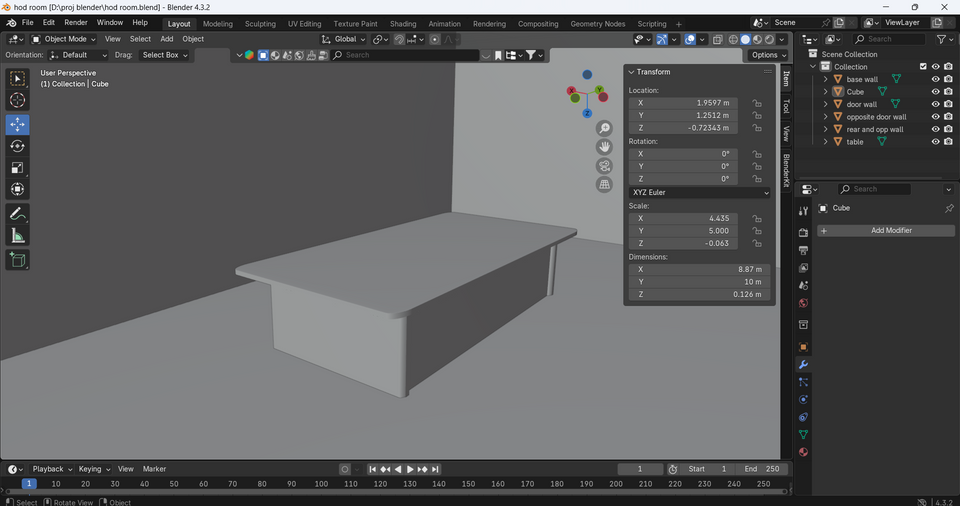 hod room [D:\proj blender\hod room.blend] - Blender 4.3.2
File Edit Render Window Help Layout Modeling Sculpting UV Editing Texture Paint Shading Animation Rendering Compositing Geometry Nodes Scripting + Scene ViewLayer
Object Mode View Select Add Object Global Search
Orientation: Default Drag: Select Box Search Options
User Perspective
(1) Collection | Cube
X
Y
Z
Transform
Location:
X 1.9597 m
Y 1.2512 m
Z -0.72343 m
Rotation:
X 0°
Y 0°
Z 0°
XYZ Euler
Scale:
X 4.435
Y 5.000
Z -0.063
Dimensions:
X 8.87 m
Y 10 m
Z 0.126 m
Item
Tool
View
BlenderKit
Scene Collection
Collection
base wall
Cube
door wall
opposite door wall
rear and opp wall
table
Search
Cube
+ Add Modifier
Playback Keying View Marker 1 Start 1 End 250
1 10 20 30 40 50 60 70 80 90 100 110 120 130 140 150 160 170 180 190 200 210 220 230 240 250
Select Rotate View Object 4.3.2